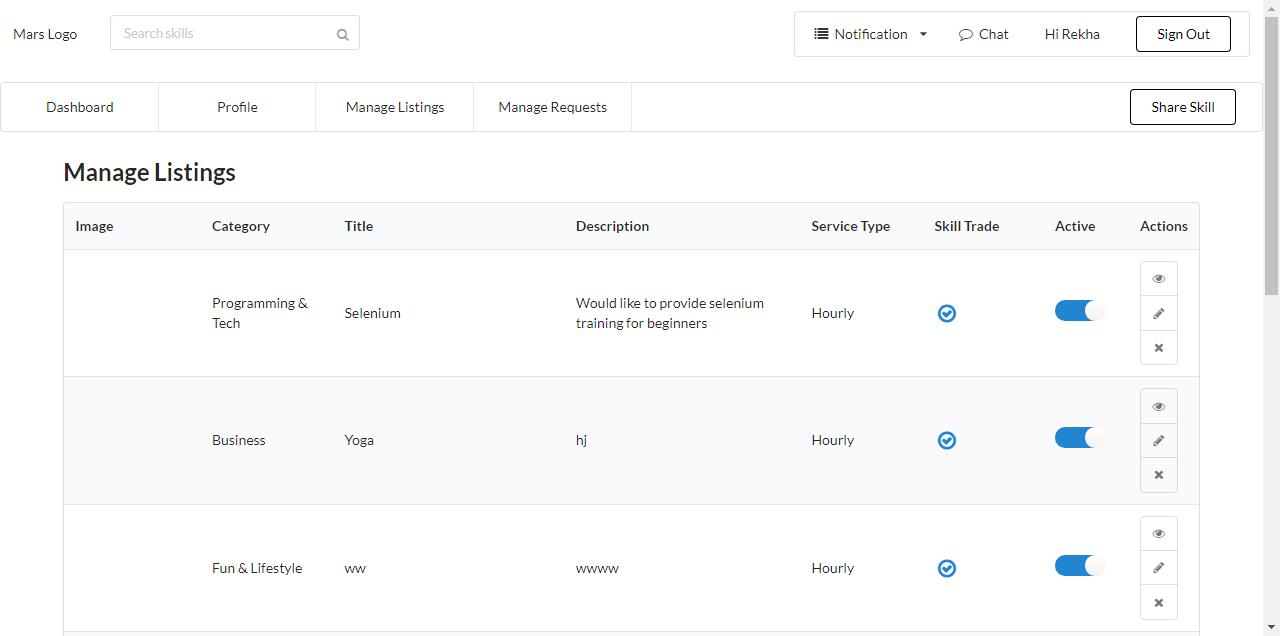 Mars Logo
Search skills
Notification
Chat
Hi Rekha
Sign Out
Dashboard
Profile
Manage Listings
Manage Requests
Share Skill
Manage Listings
Image Category Title Description Service Type Skill Trade Active Actions
Programming &
Tech
Selenium
Would like to provide selenium
training for beginners
Hourly
Business Yoga hj Hourly
Fun & Lifestyle ww wwww Hourly